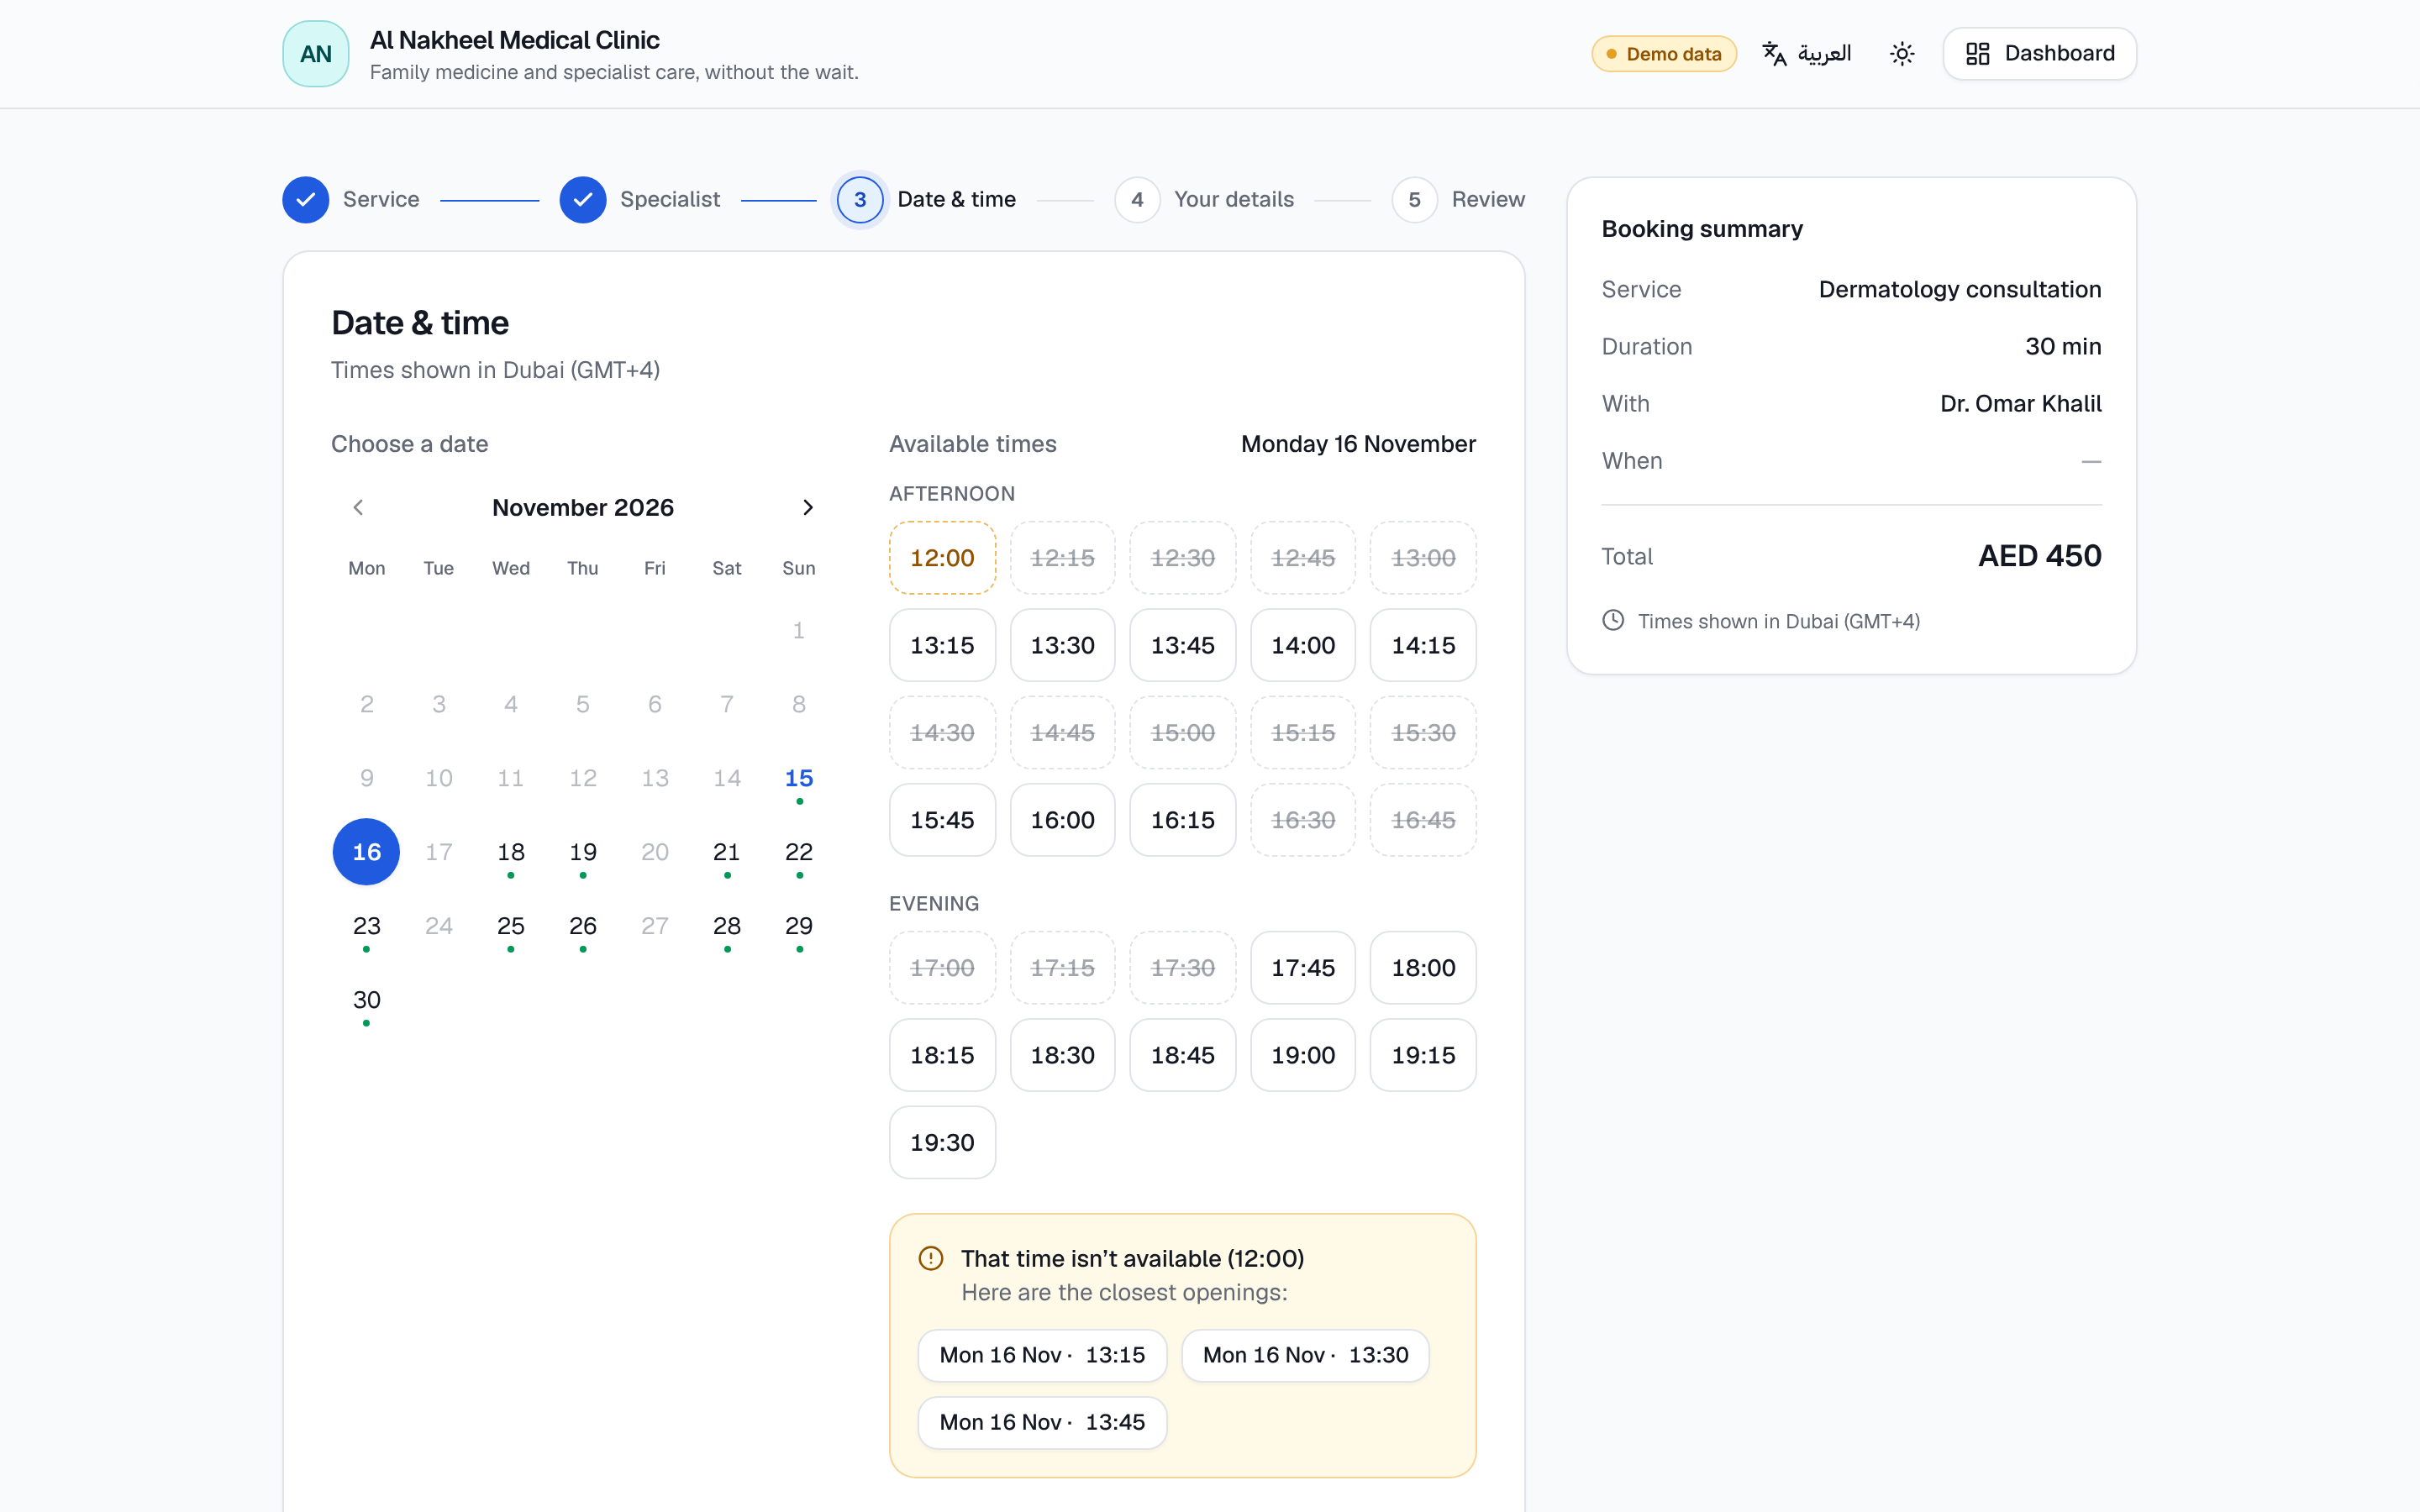 AN
Al Nakheel Medical Clinic
Family medicine and specialist care, without the wait.
Demo data
العربية
Dashboard
Service
Specialist
3 Date & time
4 Your details
5 Review
Date & time
Times shown in Dubai (GMT+4)
Choose a date
November 2026
Mon Tue Wed Thu Fri Sat Sun
1
2 3 4 5 6 7 8
9 10 11 12 13 14 15
16 17 18 19 20 21 22
23 24 25 26 27 28 29
30
Available times
Monday 16 November
AFTERNOON
12:00 12:15 12:30 12:45 13:00
13:15 13:30 13:45 14:00 14:15
14:30 14:45 15:00 15:15 15:30
15:45 16:00 16:15 16:30 16:45
EVENING
17:00 17:15 17:30 17:45 18:00
18:15 18:30 18:45 19:00 19:15
19:30
That time isn’t available (12:00)
Here are the closest openings:
Mon 16 Nov · 13:15
Mon 16 Nov · 13:30
Mon 16 Nov · 13:45
Booking summary
Service Dermatology consultation
Duration 30 min
With Dr. Omar Khalil
When —
Total AED 450
Times shown in Dubai (GMT+4)